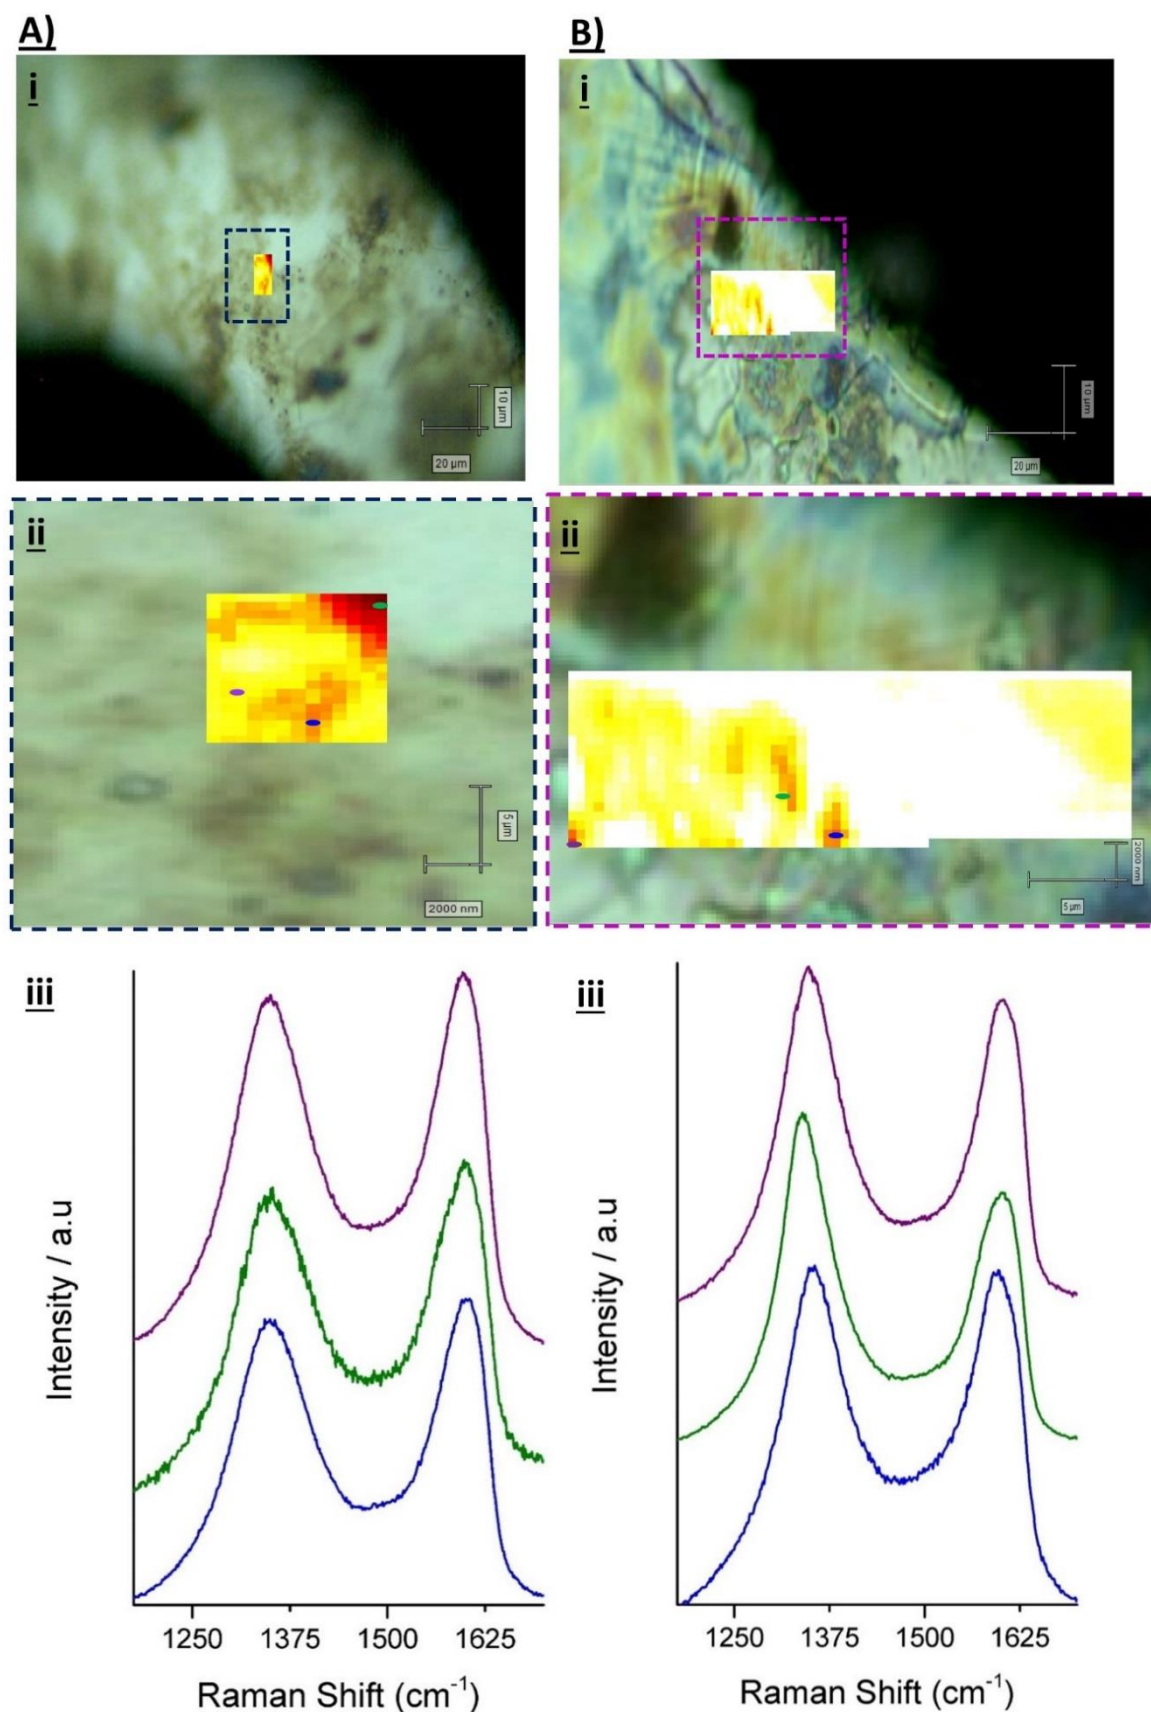 A)
B)
i
i
10 µm
20 µm
10 µm
20 µm
ii
ii
5 µm
2000 nm
2000 nm
5 µm
iii
iii
Intensity / a.u
Intensity / a.u
1250 1375 1500 1625
1250 1375 1500 1625
Raman Shift (cm⁻¹)
Raman Shift (cm⁻¹)